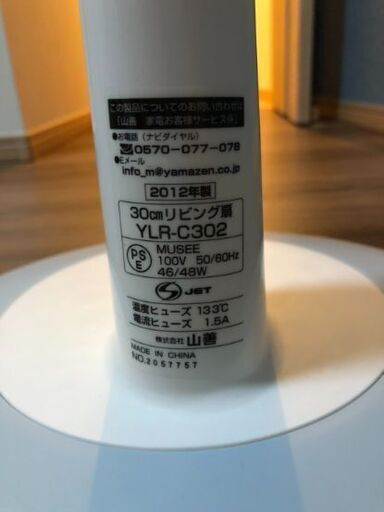 この製品についてのお問い合わせは
「山善 家電お客様サービス係」
●お電話（ナビダイヤル）
0570-077-078
●Eメール
info_m@yamazen.co.jp
2012年製
30cmリビング扇
YLR-C302
PS
E
MUSEE
100V 50/60Hz
46/48W
S JET
温度ヒューズ 133℃
電流ヒューズ 1.5A
株式会社 山善
MADE IN CHINA
NO.2057757